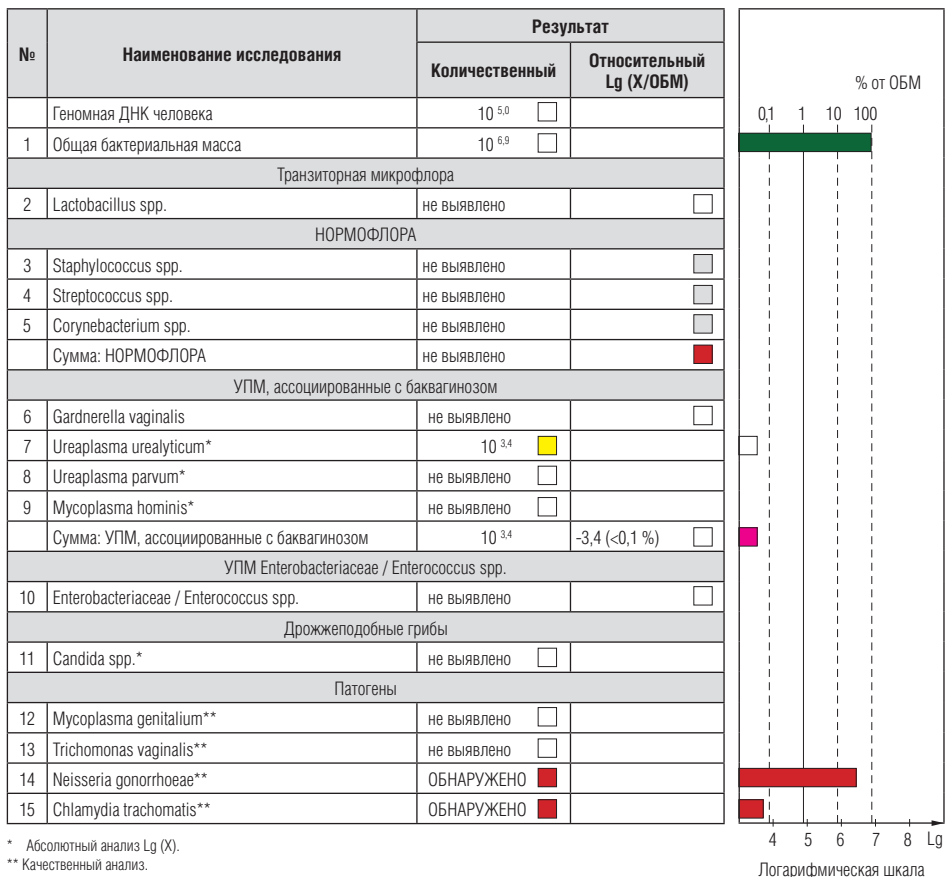 № Наименование исследования Результат
Количественный Относительный Lg (X/ОБМ)
Геномная ДНК человека 10 5,0
1 Общая бактериальная масса 10 6,9
Транзиторная микрофлора
2 Lactobacillus spp. не выявлено
НОРМОФЛОРА
3 Staphylococcus spp. не выявлено
4 Streptococcus spp. не выявлено
5 Corynebacterium spp. не выявлено
Сумма: НОРМОФЛОРА не выявлено
УПМ, ассоциированные с баквагинозом
6 Gardnerella vaginalis не выявлено
7 Ureaplasma urealyticum* 10 3,4
8 Ureaplasma parvum* не выявлено
9 Mycoplasma hominis* не выявлено
Сумма: УПМ, ассоциированные с баквагинозом 10 3,4 -3,4 (<0,1 %)
УПМ Enterobacteriaceae / Enterococcus spp.
10 Enterobacteriaceae / Enterococcus spp. не выявлено
Дрожжеподобные грибы
11 Candida spp.* не выявлено
Патогены
12 Mycoplasma genitalium** не выявлено
13 Trichomonas vaginalis** не выявлено
14 Neisseria gonorrhoeae** ОБНАРУЖЕНО
15 Chlamydia trachomatis** ОБНАРУЖЕНО
* Абсолютный анализ Lg (X).
** Качественный анализ.
% от ОБМ
0,1 1 10 100
4 5 6 7 8 Lg
Логарифмическая шкала